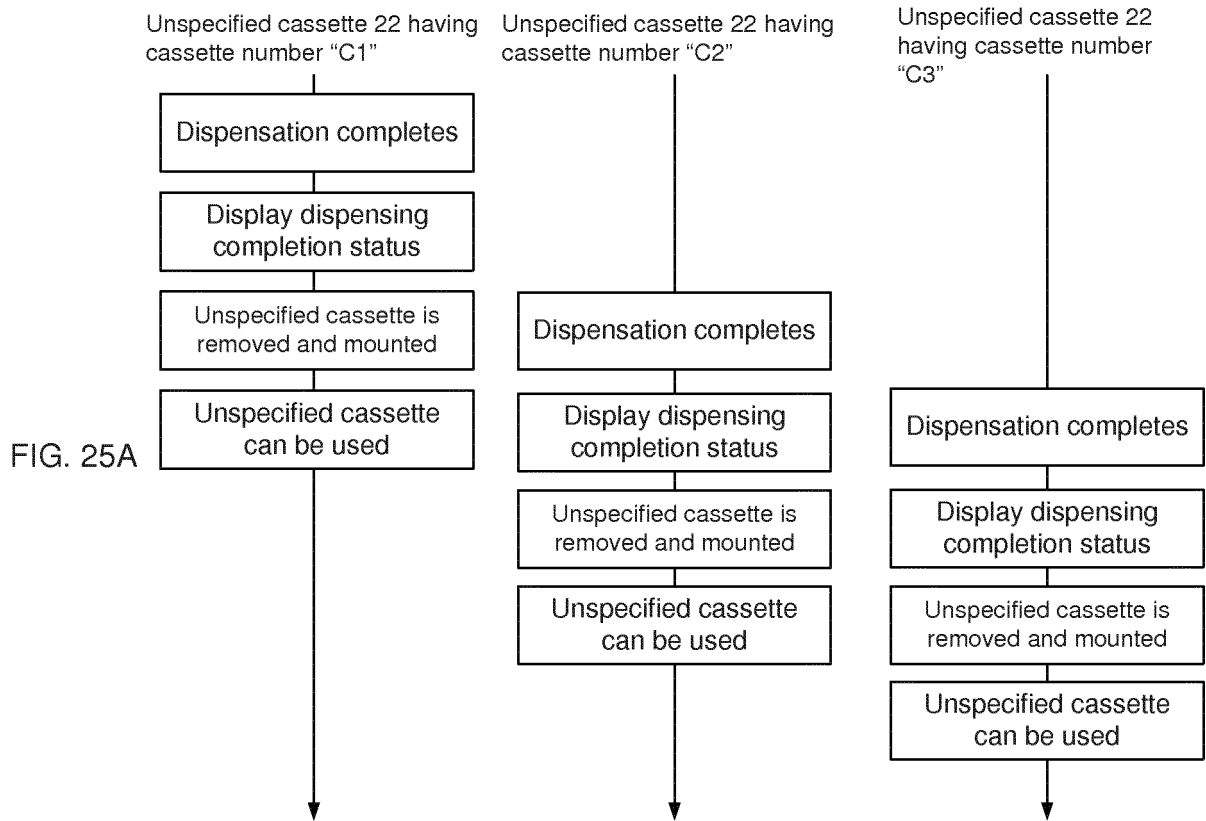 Unspecified cassette 22 having
cassette number “C1”
Dispensation completes
Display dispensing
completion status
Unspecified cassette is
removed and mounted
Unspecified cassette
can be used
Unspecified cassette 22 having
cassette number “C2”
Dispensation completes
Display dispensing
completion status
Unspecified cassette is
removed and mounted
Unspecified cassette
can be used
Unspecified cassette 22
having cassette number
“C3”
Dispensation completes
Display dispensing
completion status
Unspecified cassette is
removed and mounted
Unspecified cassette
can be used
FIG. 25A